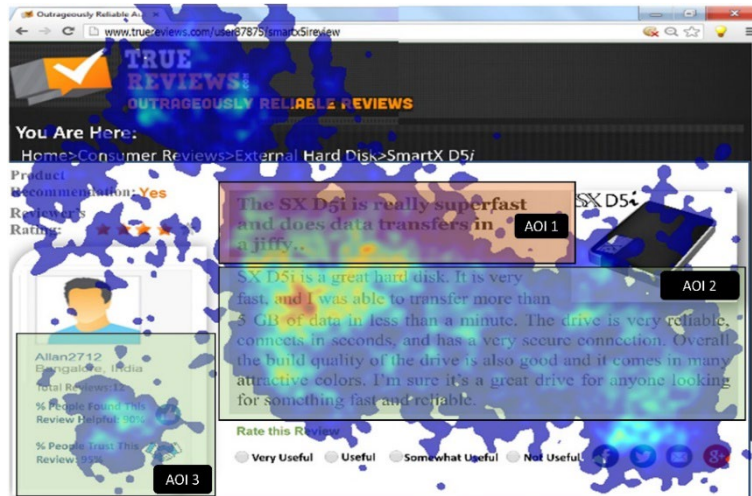 Outrageously Reliable
www.truereviews.com/user87875/smartx5ireview
TRUE
REVIEWS.com
OUTRAGEOUSLY RELIABLE REVIEWS
You Are Here:
Home>Consumer Reviews>External Hard Disk>SmartX D5i
Product
Recommendation: Yes
Reviewer's
Rating:
The SX D5i is really superfast
and does data transfers in
a jiffy..
AOI 1
SX D5i
SX D5i is a great hard disk. It is very
fast, and I was able to transfer more than
5 GB of data in less than a minute. The drive is very reliable,
connects in seconds, and has a very secure connection. Overall
the build quality of the drive is also good and it comes in many
attractive colors. I'm sure it's a great drive for anyone looking
for something fast and reliable.
AOI 2
Allan2712
Bangalore, India
Total Reviews:
% People Found This
Review Helpful: 90%
% People Trust This
Review: 95%
AOI 3
Rate this Review
Very Useful Useful Somewhat Useful Not Useful